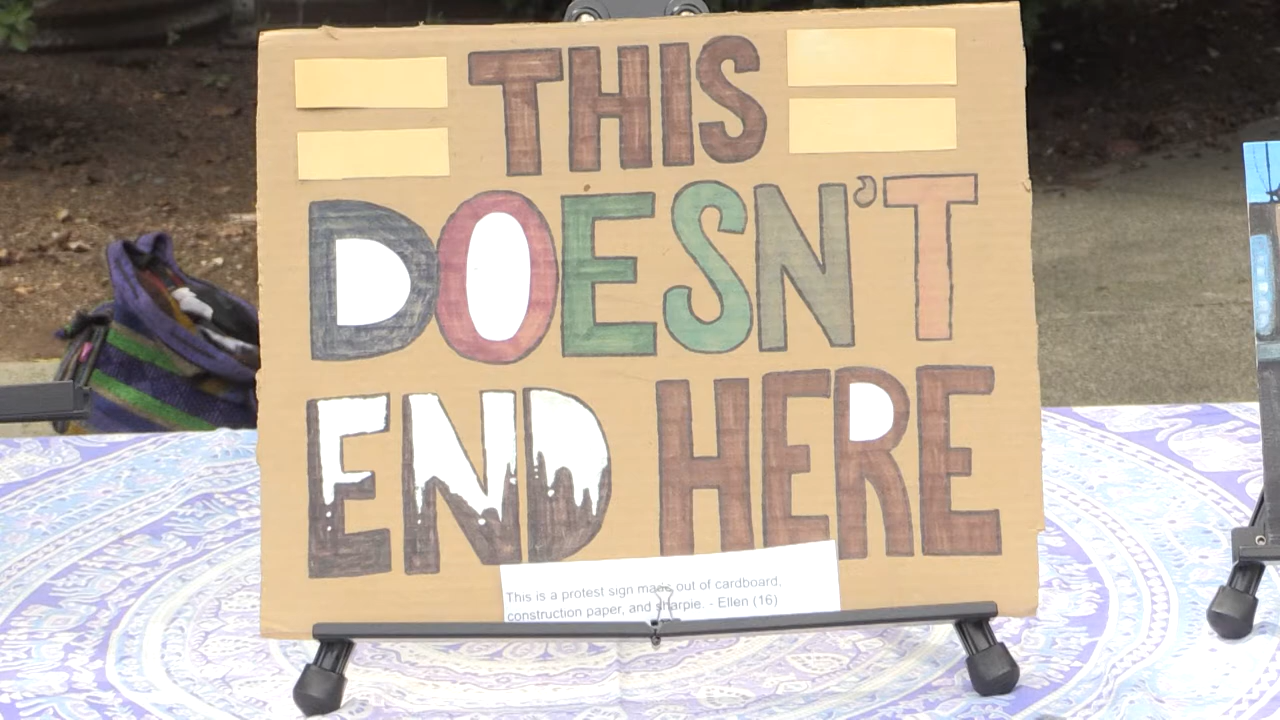 THIS
DOESN'T
END HERE
This is a protest sign made out of cardboard,
construction paper, and sharpie. - Ellen (16)